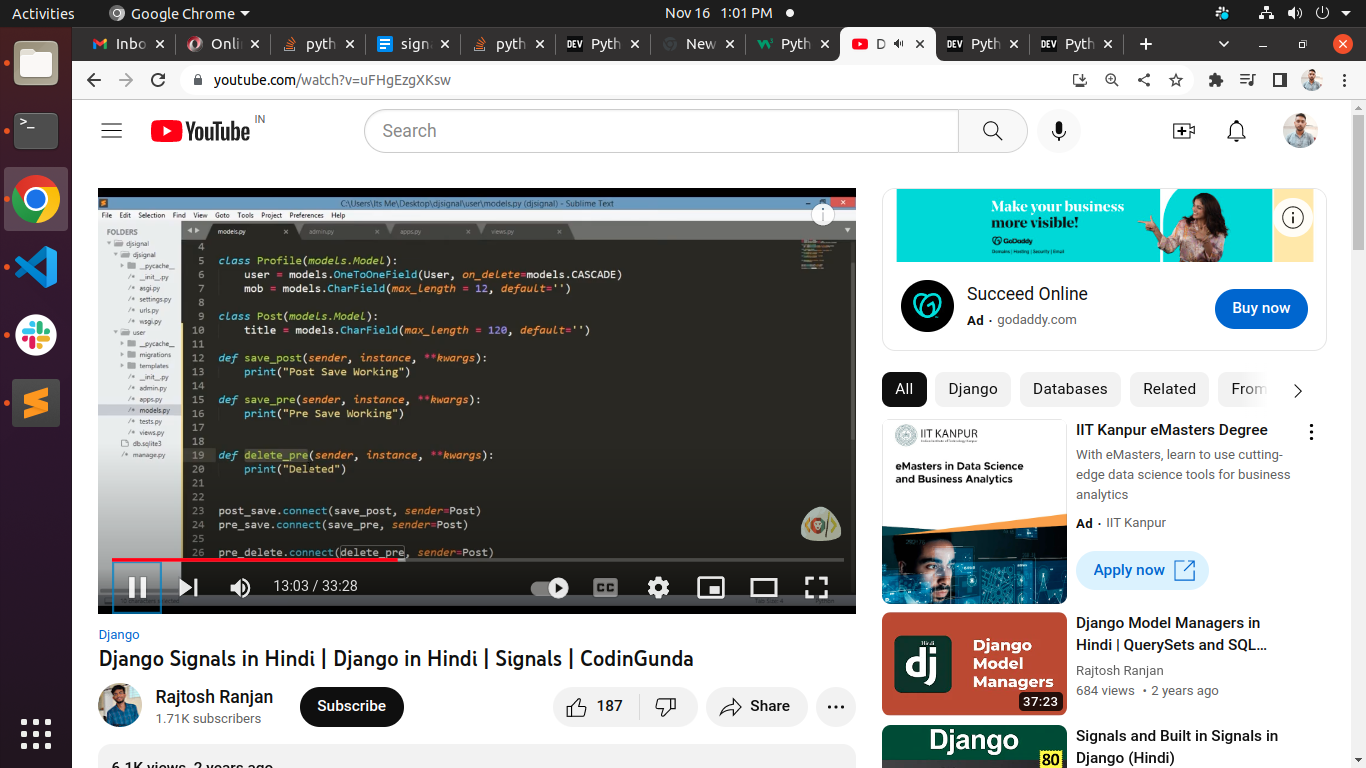 Activities
Google Chrome
Nov 16 1:01 PM
Inbo
Onli
pyth
sign
pyth
Pyth
New
Pyth
D
Pyth
Pyth
youtube.com/watch?v=uFHgEzgXKsw
YouTube IN
Search
C:\Users\Its Me\Desktop\djsignal\user\models.py (djsignal) - Sublime Text
File Edit Selection Find View Goto Tools Project Preferences Help
FOLDERS
djsignal
djsignal
__pycache__
__init__.py
asgi.py
settings.py
urls.py
wsgi.py
user
__pycache__
migrations
templates
__init__.py
admin.py
apps.py
models.py
tests.py
views.py
db.sqlite3
manage.py
models.py
admin.py
apps.py
views.py
4
5 class Profile(models.Model):
6 user = models.OneToOneField(User, on_delete=models.CASCADE)
7 mob = models.CharField(max_length = 12, default='')
8
9 class Post(models.Model):
10 title = models.CharField(max_length = 120, default='')
11
12 def save_post(sender, instance, **kwargs):
13 print("Post Save Working")
14
15 def save_pre(sender, instance, **kwargs):
16 print("Pre Save Working")
17
18
19 def delete_pre(sender, instance, **kwargs):
20 print("Delated")
21
22
23 post_save.connect(save_post, sender=Post)
24 pre_save.connect(save_pre, sender=Post)
25
26 pre_delete.connect(delete_pre, sender=Post)
13:03 / 33:28
CC
Django
Django Signals in Hindi | Django in Hindi | Signals | CodinGunda
Rajtosh Ranjan
1.71K subscribers
Subscribe
187
Share
6.1K views 2 years ago
Make your business
more visible!
GoDaddy
Domains | Hosting | Security | Email
Succeed Online
Ad · godaddy.com
Buy now
All
Django
Databases
Related
From
IIT KANPUR
eMasters in Data Science
and Business Analytics
IIT Kanpur eMasters Degree
With eMasters, learn to use cutting-
edge data science tools for business
analytics
Ad · IIT Kanpur
Apply now
Hindi
dj
Django
Model
Managers
37:23
Django Model Managers in
Hindi | QuerySets and SQL...
Rajtosh Ranjan
684 views • 2 years ago
Django
80
Signals and Built in Signals in
Django (Hindi)